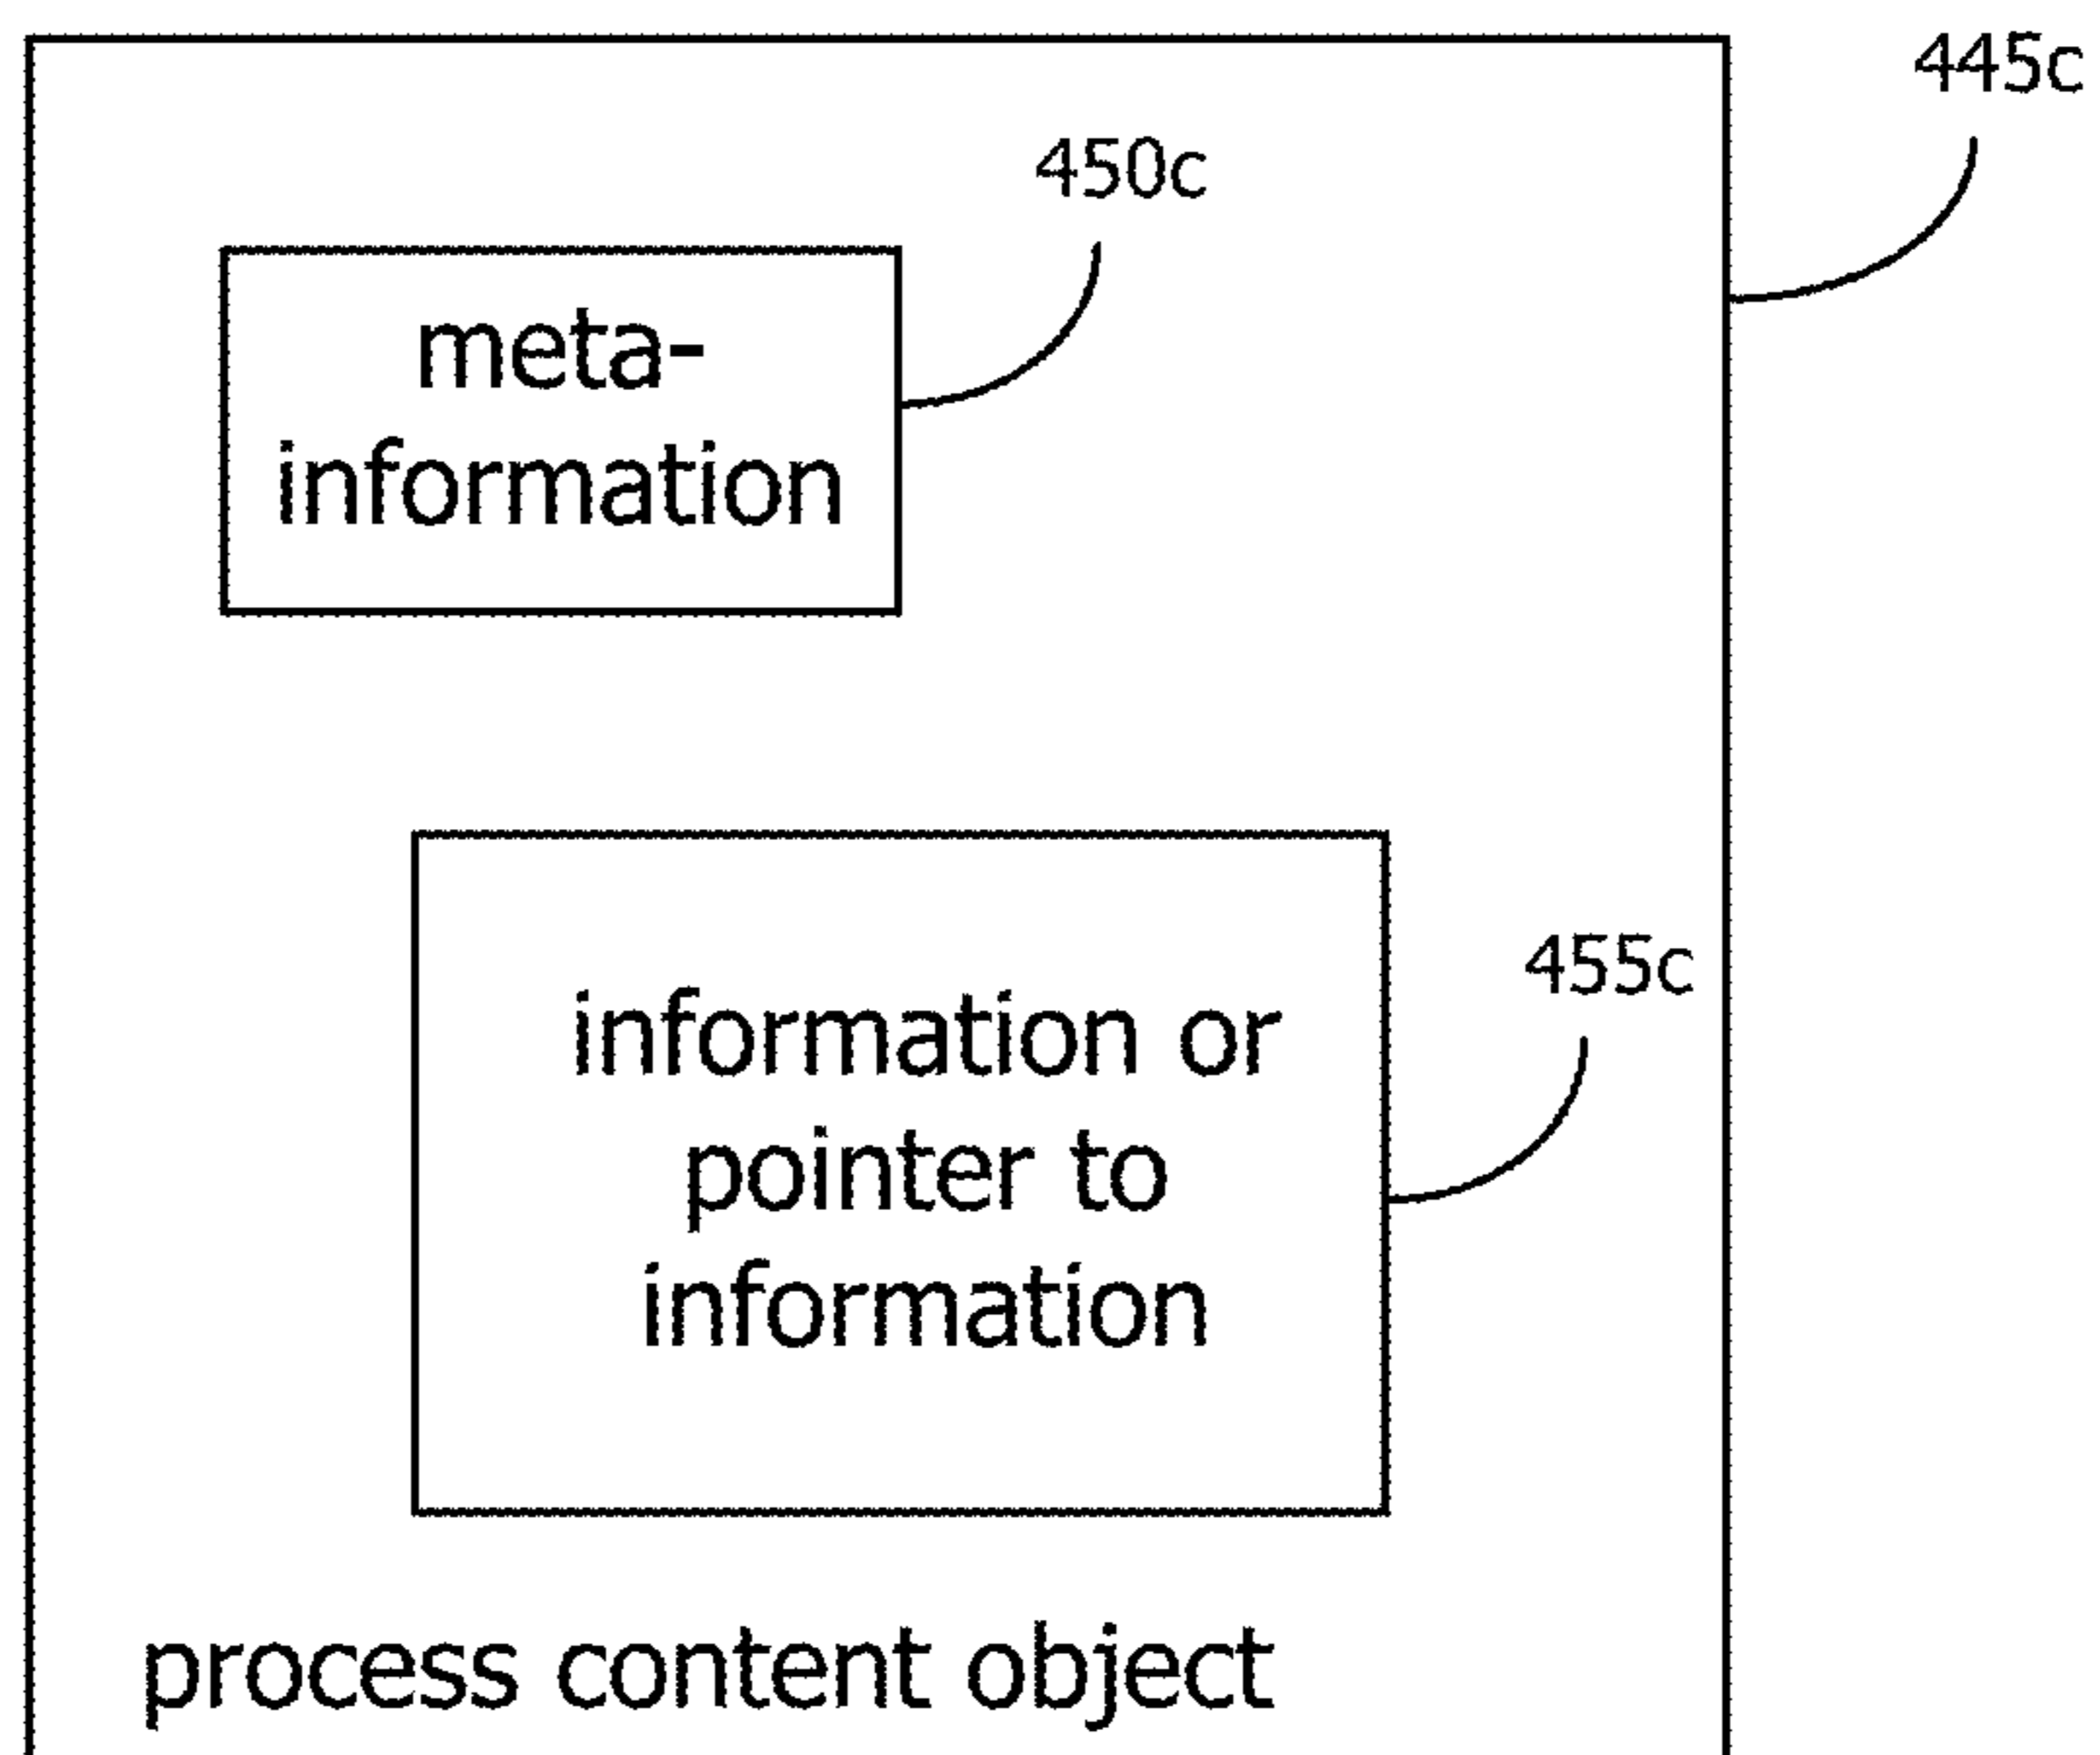 445c
450c
meta-
information
455c
information or
pointer to
information
process content object